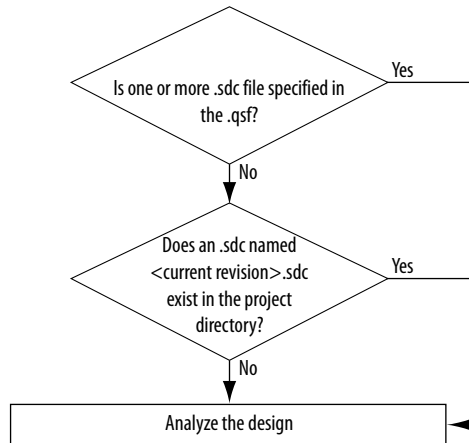 Is one or more .sdc file specified in
the .qsf?
Yes
No
Does an .sdc named
<current revision>.sdc
exist in the project
directory?
Yes
No
Analyze the design